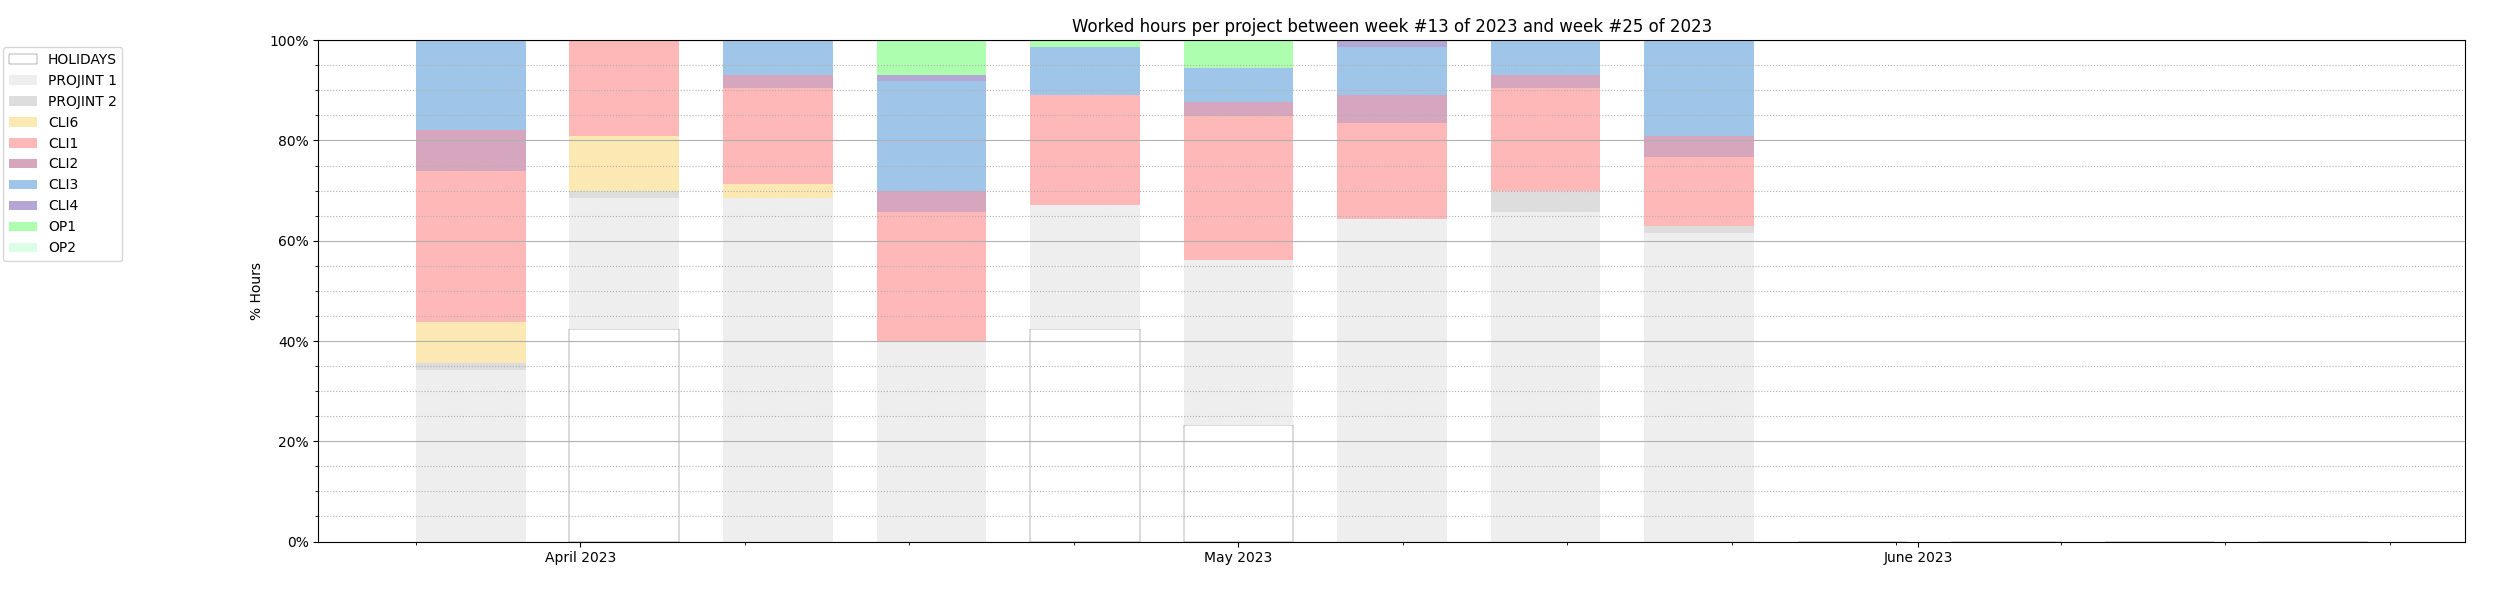 Worked hours per project between week #13 of 2023 and week #25 of 2023
HOLIDAYS
PROJINT 1
PROJINT 2
CLI6
CLI1
CLI2
CLI3
CLI4
OP1
OP2
% Hours
100%
80%
60%
40%
20%
0%
April 2023
May 2023
June 2023